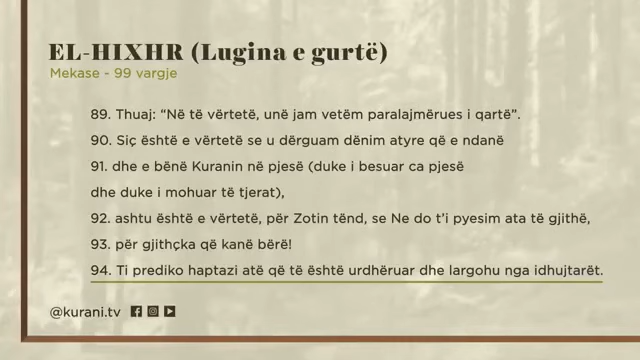 EL-HIXHR (Lugina e gurtë)
Mekase - 99 vargje
89. Thuaj: “Në të vërtetë, unë jam vetëm paralajmërues i qartë”.
90. Siç është e vërtetë se u dërguam dënim atyre që e ndanë
91. dhe e bënë Kuranin në pjesë (duke i besuar ca pjesë
dhe duke i mohuar të tjerat),
92. ashtu është e vërtetë, për Zotin tënd, se Ne do t’i pyesim ata të gjithë,
93. për gjithçka që kanë bërë!
94. Ti prediko haptazi atë që të është urdhëruar dhe largohu nga idhujtarët.
@kurani.tv